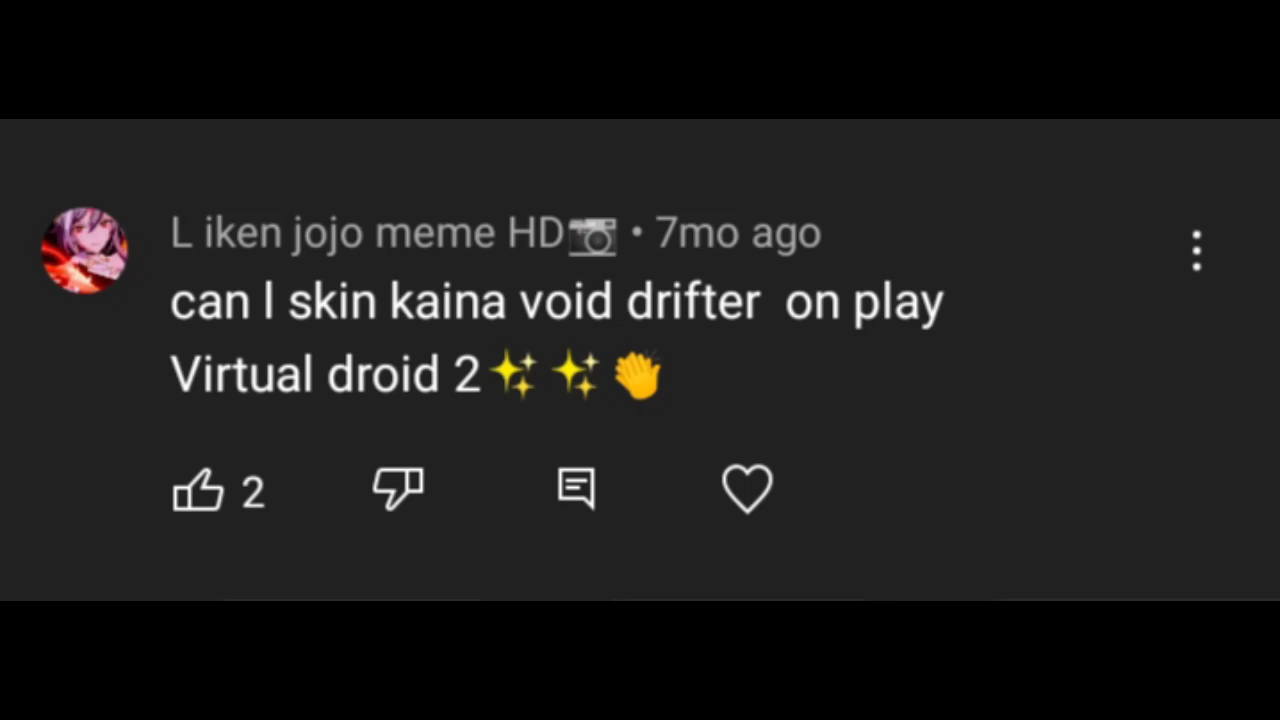 L iken jojo meme HD📷 • 7mo ago
can l skin kaina void drifter  on play
Virtual droid 2✨✨👏
2